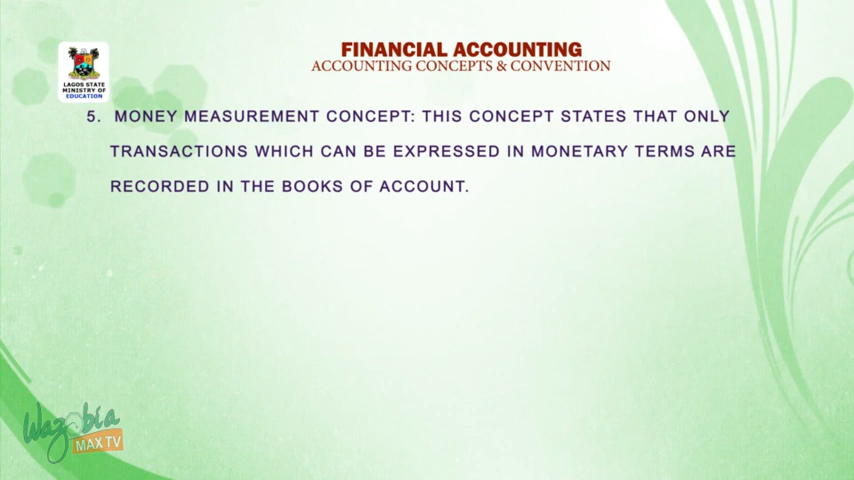 FINANCIAL ACCOUNTING
ACCOUNTING CONCEPTS & CONVENTION
LAGOS STATE
MINISTRY OF
EDUCATION
5. MONEY MEASUREMENT CONCEPT: THIS CONCEPT STATES THAT ONLY
TRANSACTIONS WHICH CAN BE EXPRESSED IN MONETARY TERMS ARE
RECORDED IN THE BOOKS OF ACCOUNT.
Wazobia
MAX TV